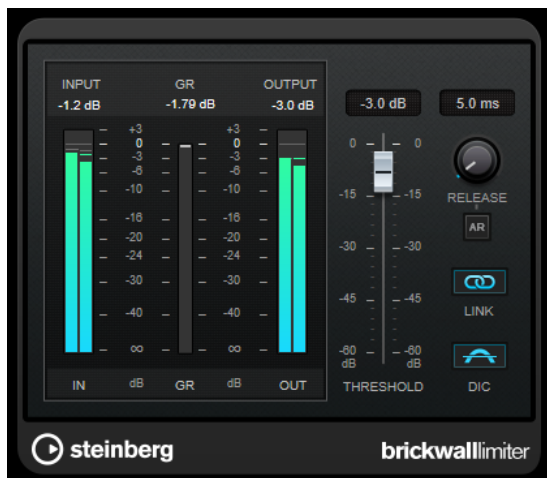 INPUT GR OUTPUT
-1.2 dB -1.79 dB -3.0 dB
-3.0 dB 5.0 ms
+3 +3
0 0
-3 -3
-6 -6
-10 -10
-16 -16
-20 -20
-24 -24
-30 -30
-40 -40
∞ ∞
IN dB GR dB OUT
0 0
-15 -15
-30 -30
-45 -45
-60 -60
dB dB
THRESHOLD
RELEASE
AR
LINK
DIC
steinberg
brickwalllimiter